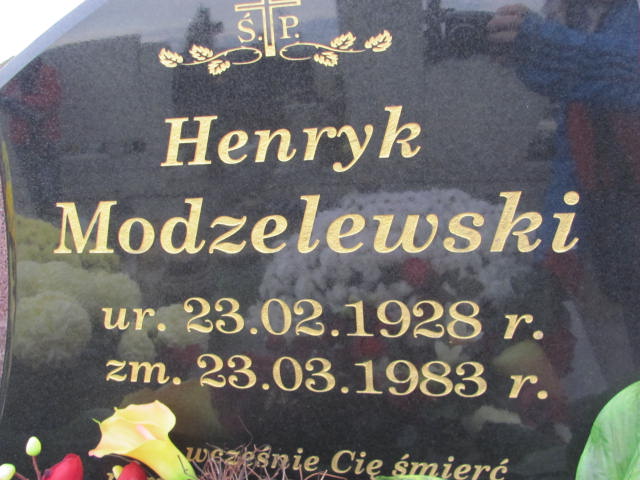 Ś. P.
Henryk
Modzelewski
ur. 23.02.1928 r.
zm. 23.03.1983 r.
wcześnie Cię śmierć